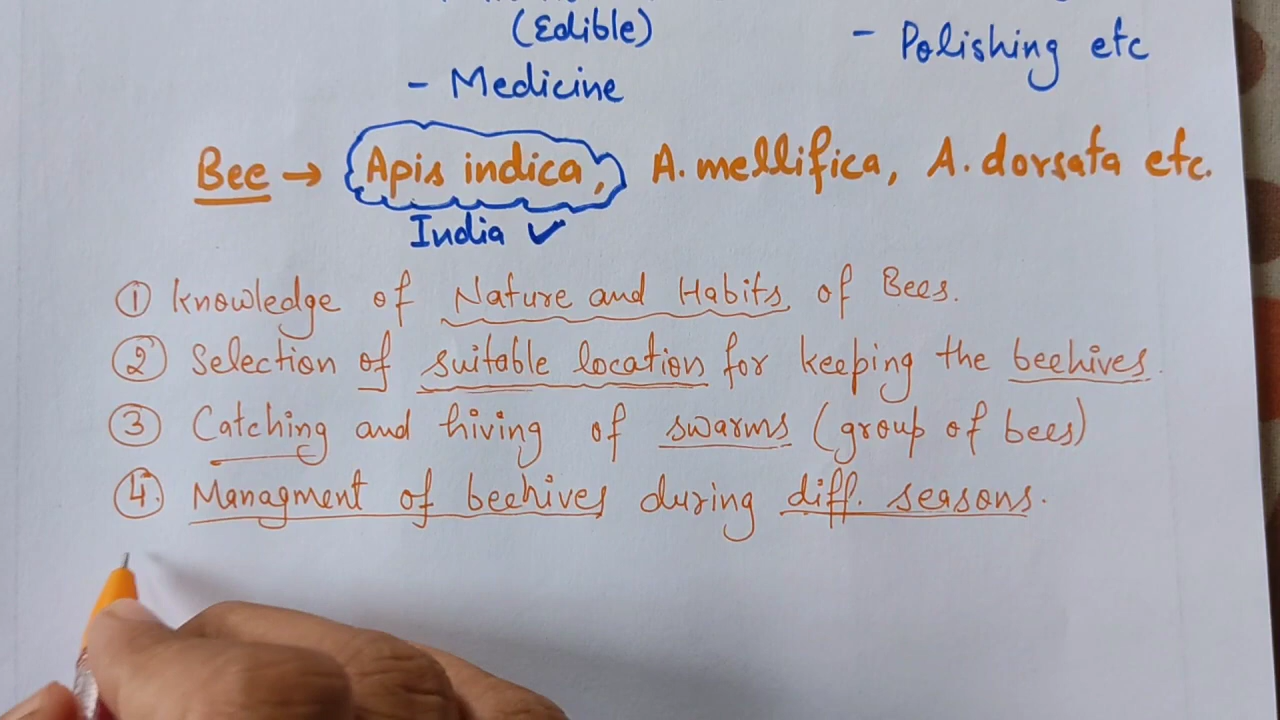 (Edible)
- Polishing etc
- Medicine
Bee → Apis indica, A. mellifica, A. dorsata etc.
India ✓
① Knowledge of Nature and Habits of Bees.
② Selection of suitable location for keeping the beehives.
③ Catching and hiving of swarms (group of bees)
④ Managment of beehives during diff. seasons.